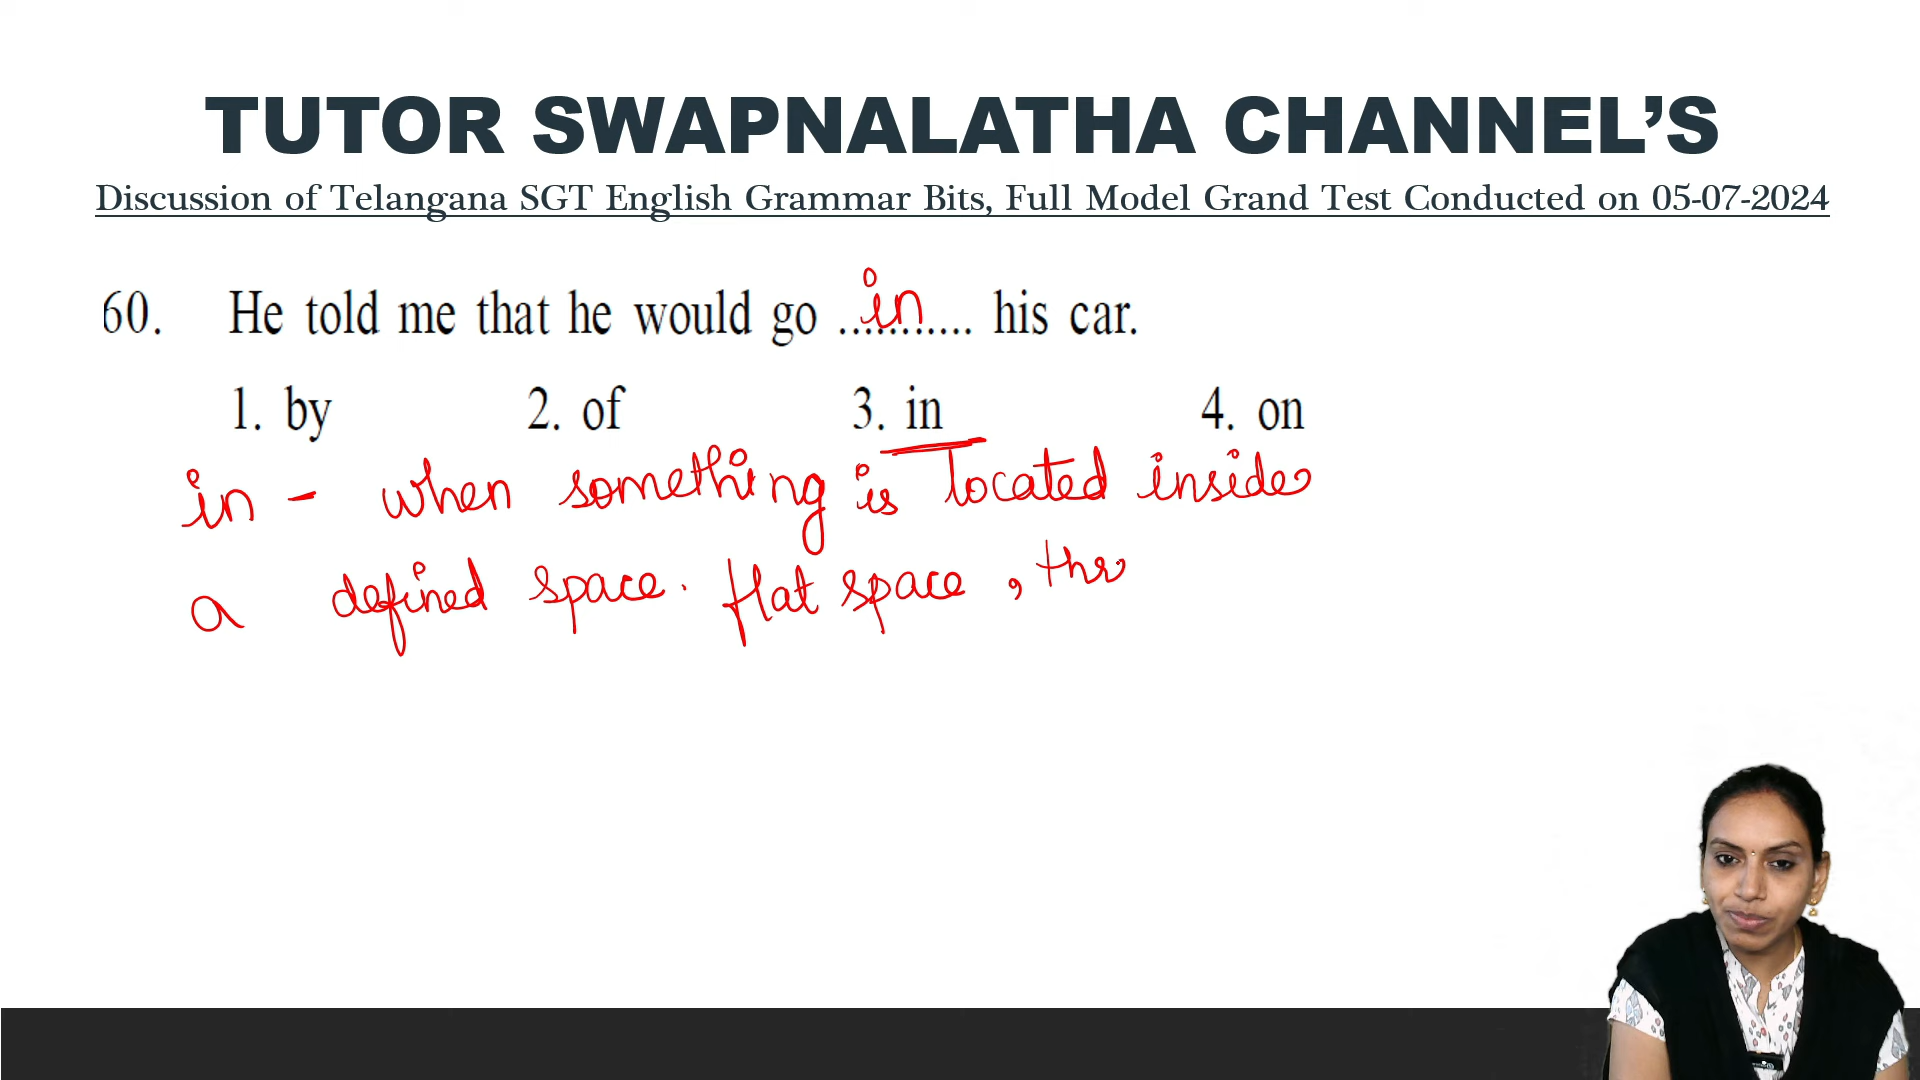 TUTOR SWAPNALATHA CHANNEL’S
Discussion of Telangana SGT English Grammar Bits, Full Model Grand Test Conducted on 05-07-2024
60. He told me that he would go ....in.... his car.
1. by 2. of 3. in 4. on
in - when something is located inside
a defined space. flat space, thr